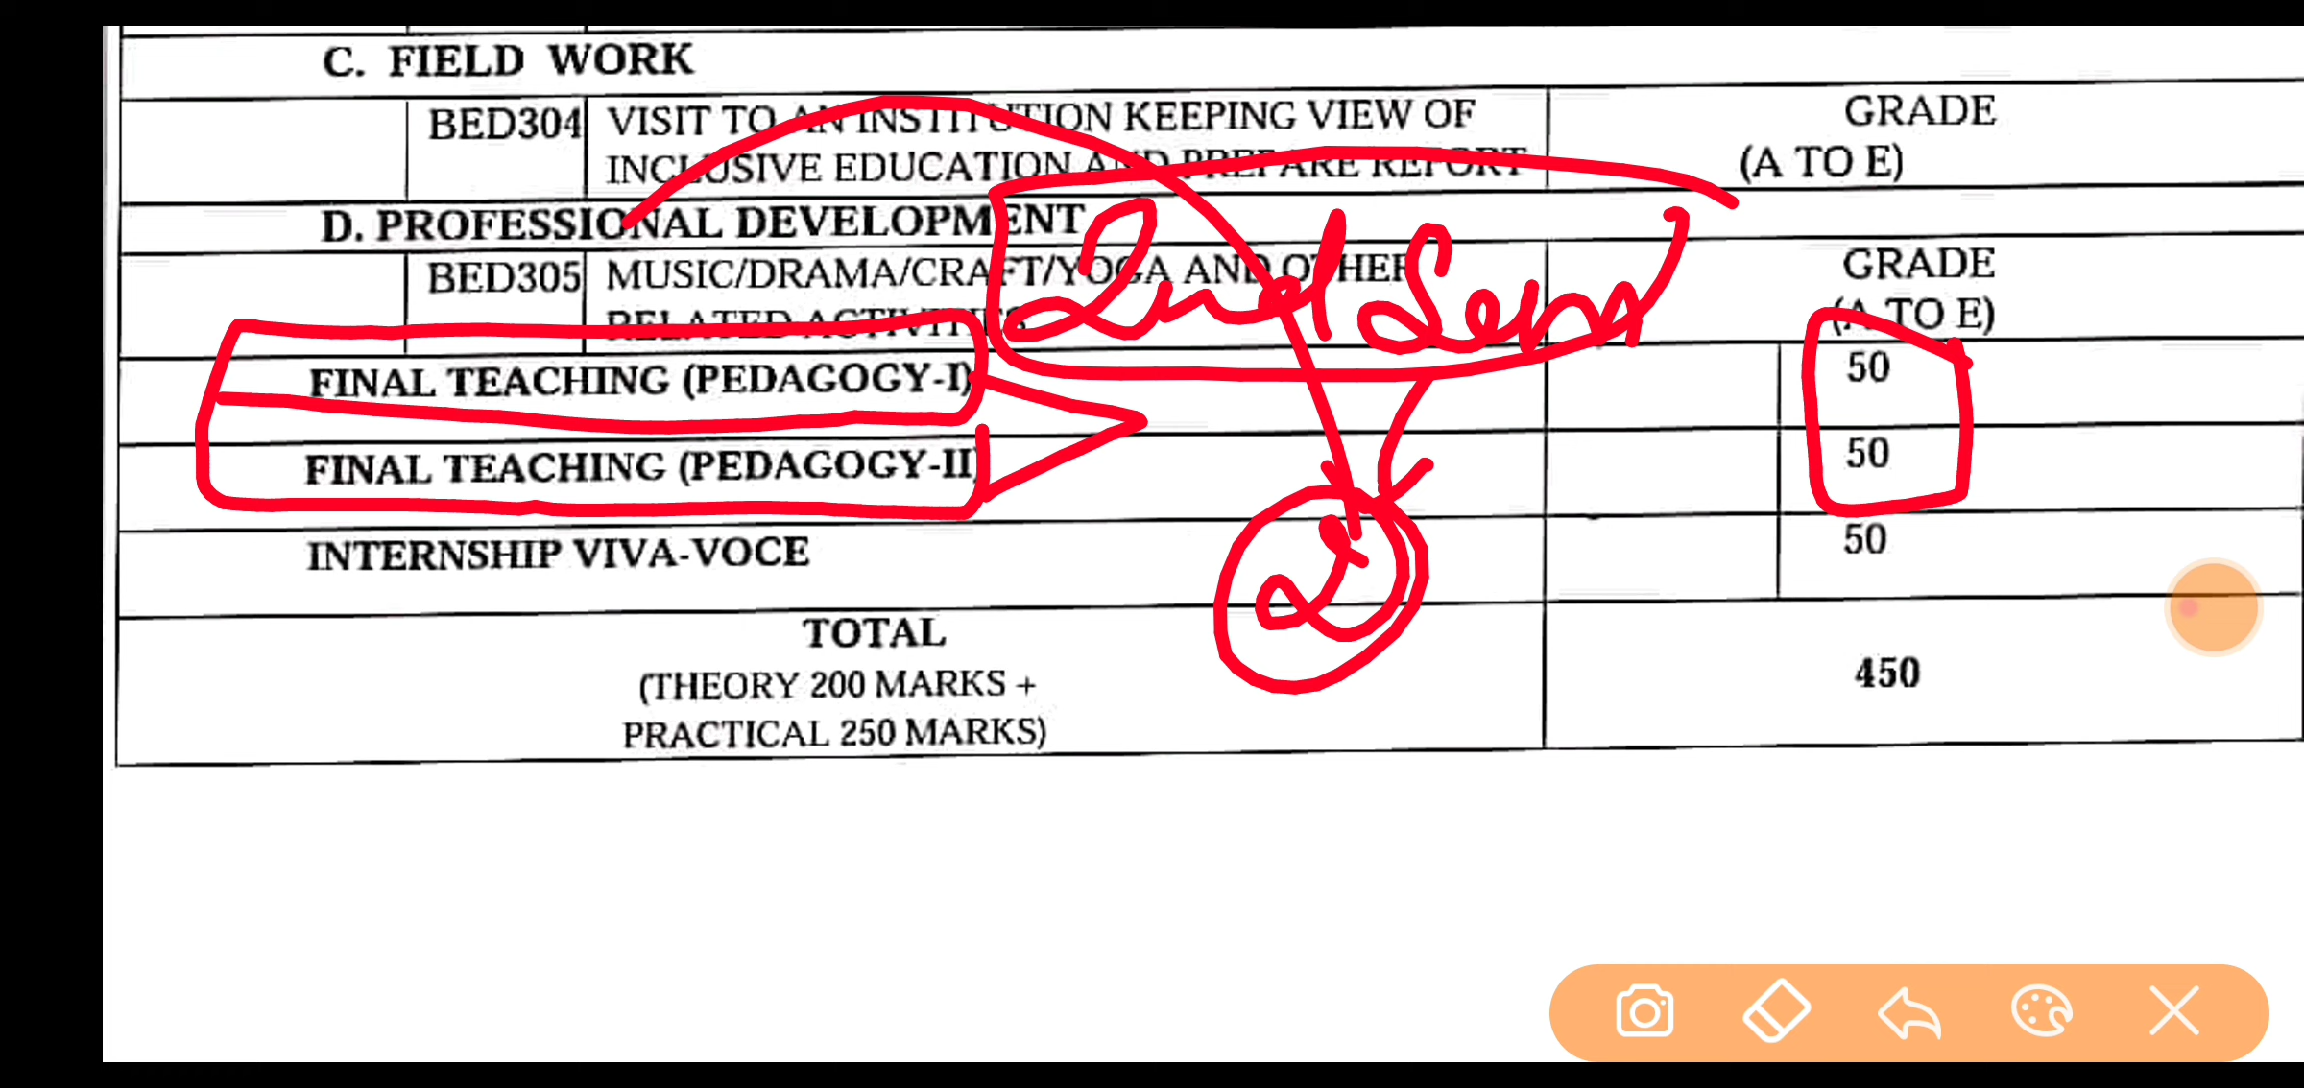 C. FIELD WORK
BED304 VISIT TO AN INSTITUTION KEEPING VIEW OF GRADE
INCLUSIVE EDUCATION AND PREPARE REPORT (A TO E)
D. PROFESSIONAL DEVELOPMENT
2nd Sem
BED305 MUSIC/DRAMA/CRAFT/YOGA AND OTHER GRADE
RELATED ACTIVITIES (A TO E)
FINAL TEACHING (PEDAGOGY-I) 50
FINAL TEACHING (PEDAGOGY-II) 50
INTERNSHIP VIVA-VOCE 50
2
TOTAL
(THEORY 200 MARKS + 450
PRACTICAL 250 MARKS)